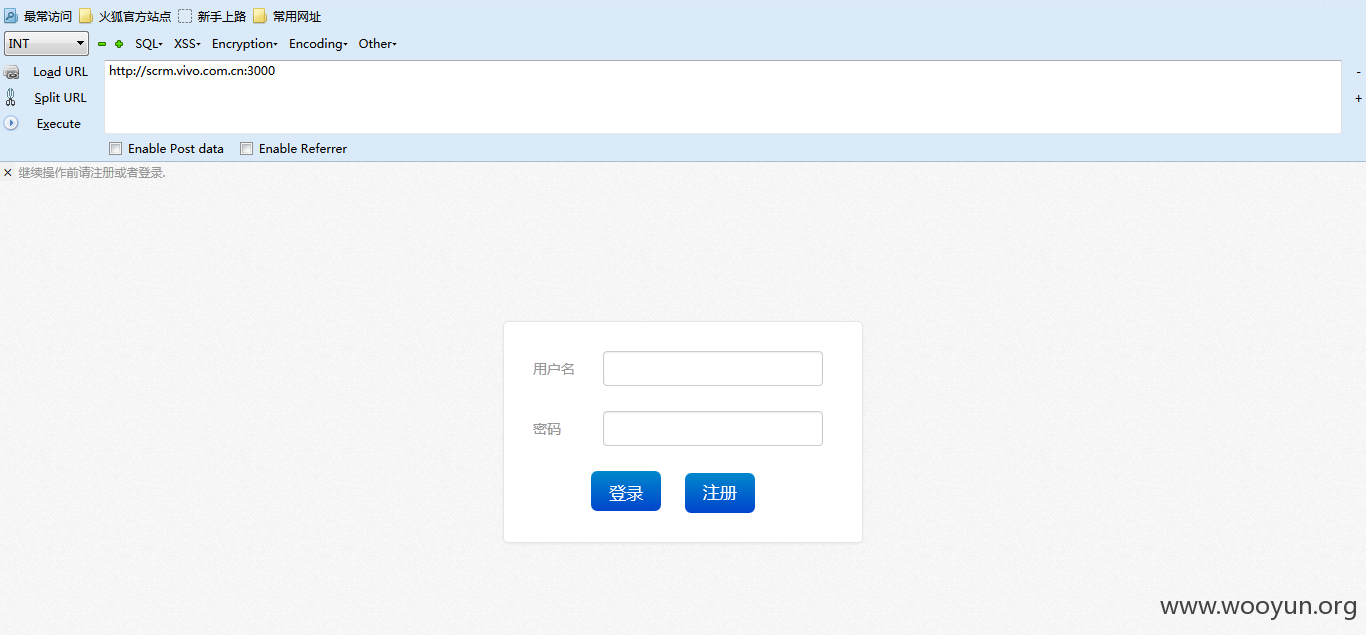 最常访问 火狐官方站点 新手上路 常用网址
INT SQL XSS Encryption Encoding Other
Load URL http://scrm.vivo.com.cn:3000 -
Split URL +
Execute
Enable Post data Enable Referrer
× 继续操作前请注册或者登录.
用户名
密码
登录 注册
www.wooyun.org